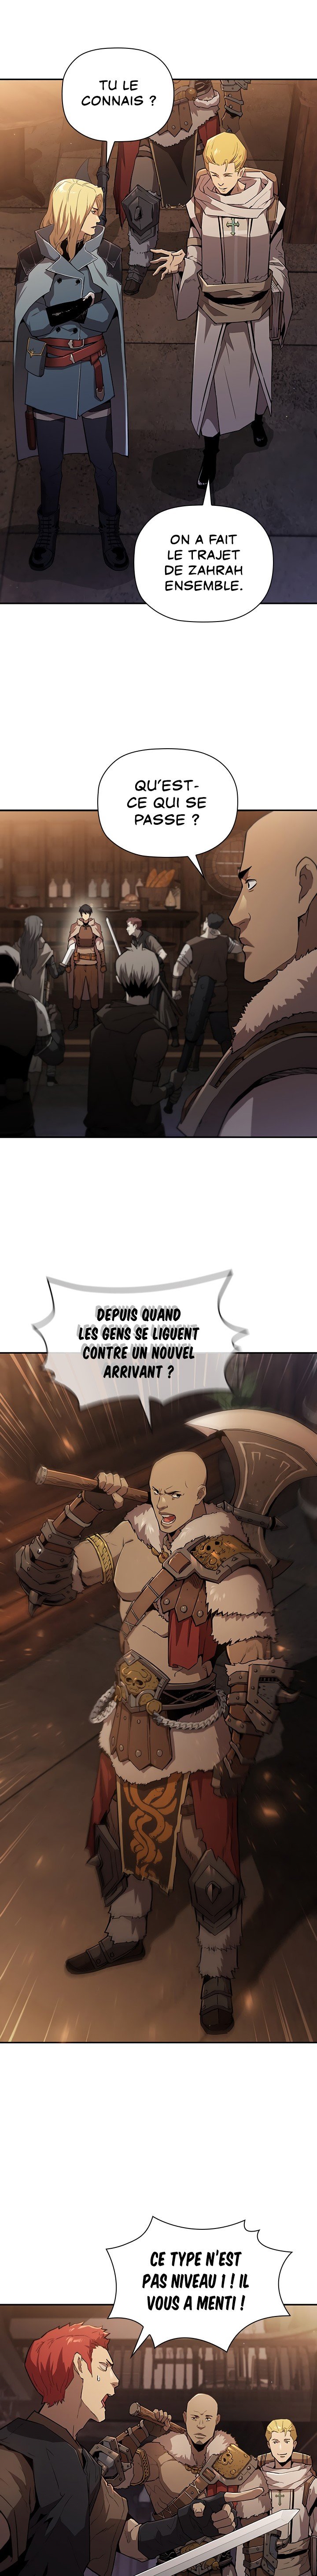 TU LE
CONNAIS ?
ON A FAIT
LE TRAJET
DE ZAHRAH
ENSEMBLE.
QU'EST-
CE QUI SE
PASSE ?
DEPUIS QUAND
LES GENS SE LIGUENT
CONTRE UN NOUVEL
ARRIVANT ?
CE TYPE N'EST
PAS NIVEAU 1 ! IL
VOUS A MENTI !